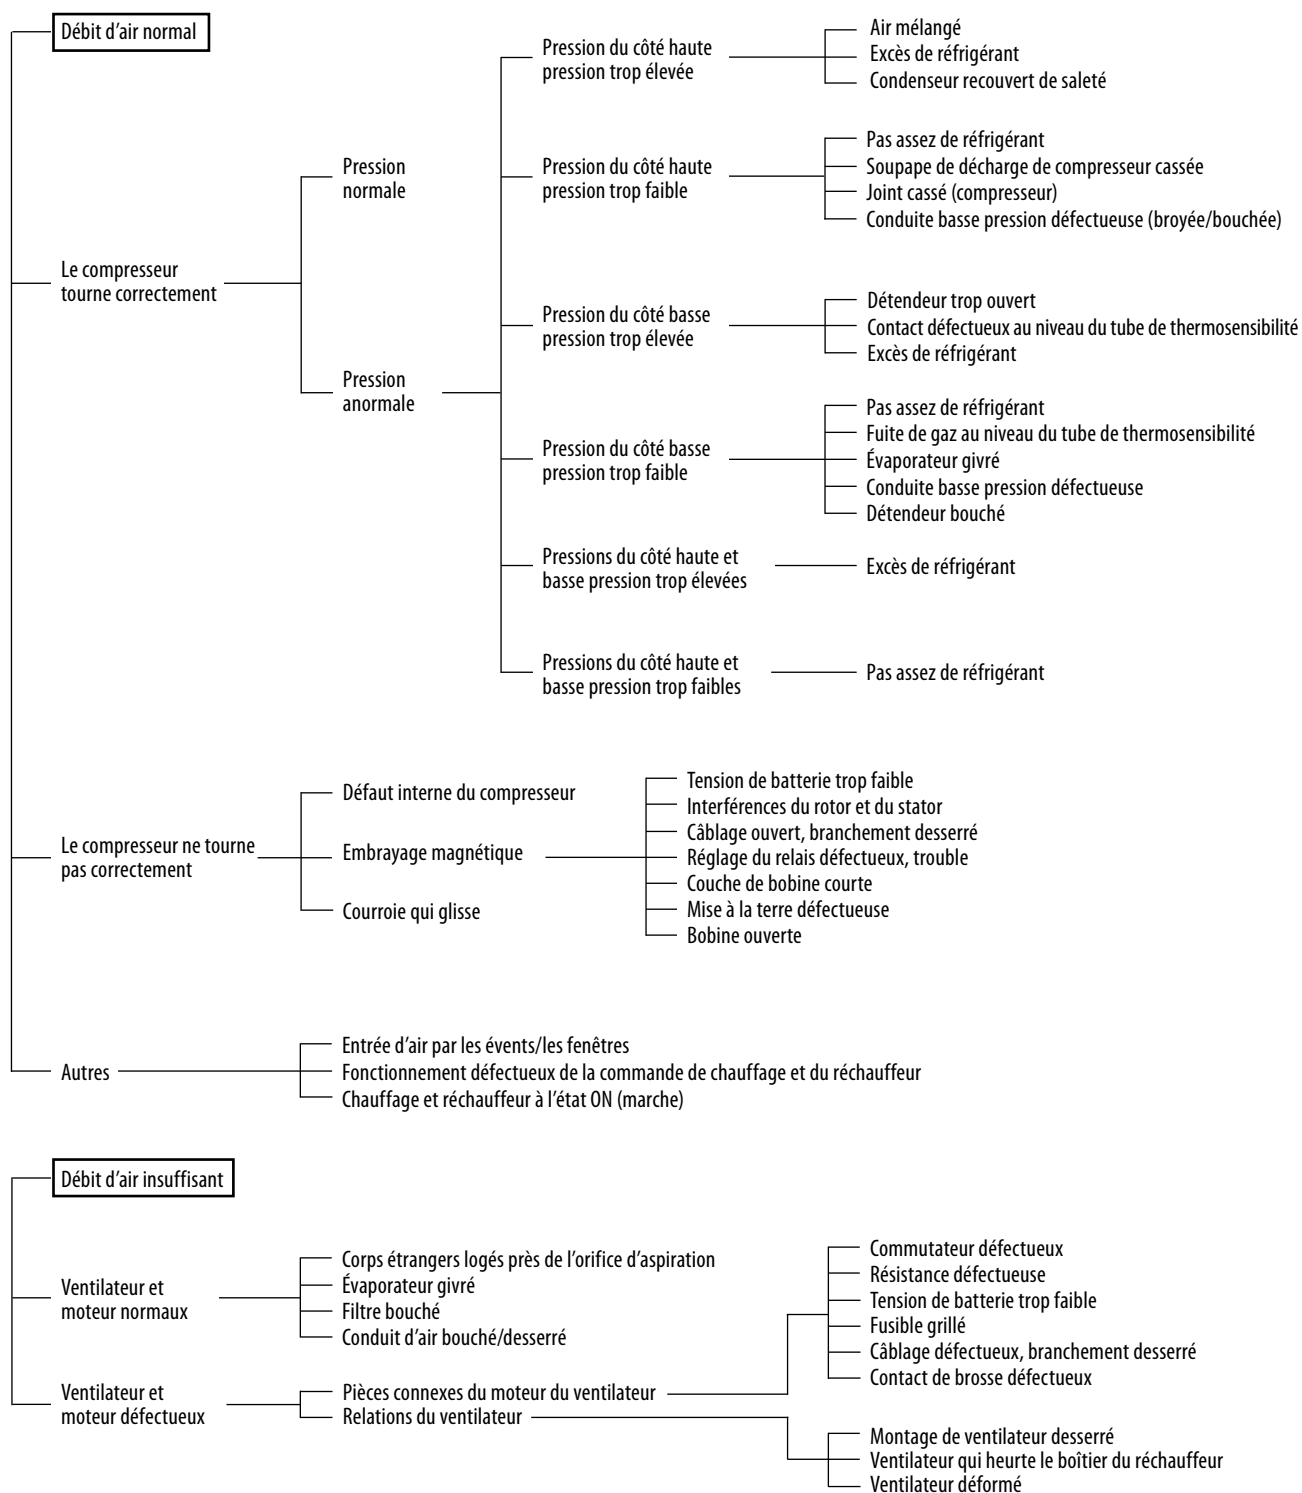 Débit d'air normal
Le compresseur
tourne correctement
Pression
normale
Pression
anormale
Pression du côté haute
pression trop élevée
Air mélangé
Excès de réfrigérant
Condenseur recouvert de saleté
Pression du côté haute
pression trop faible
Pas assez de réfrigérant
Soupape de décharge de compresseur cassée
Joint cassé (compresseur)
Conduite basse pression défectueuse (broyée/bouchée)
Pression du côté basse
pression trop élevée
Détendeur trop ouvert
Contact défectueux au niveau du tube de thermosensibilité
Excès de réfrigérant
Pression du côté basse
pression trop faible
Pas assez de réfrigérant
Fuite de gaz au niveau du tube de thermosensibilité
Évaporateur givré
Conduite basse pression défectueuse
Détendeur bouché
Pressions du côté haute et
basse pression trop élevées
Excès de réfrigérant
Pressions du côté haute et
basse pression trop faibles
Pas assez de réfrigérant
Le compresseur ne tourne
pas correctement
Défaut interne du compresseur
Embrayage magnétique
Tension de batterie trop faible
Interférences du rotor et du stator
Câblage ouvert, branchement desserré
Réglage du relais défectueux, trouble
Couche de bobine courte
Mise à la terre défectueuse
Bobine ouverte
Courroie qui glisse
Autres
Entrée d'air par les évents/les fenêtres
Fonctionnement défectueux de la commande de chauffage et du réchauffeur
Chauffage et réchauffeur à l'état ON (marche)
Débit d'air insuffisant
Ventilateur et
moteur normaux
Corps étrangers logés près de l'orifice d'aspiration
Évaporateur givré
Filtre bouché
Conduit d'air bouché/desserré
Ventilateur et
moteur défectueux
Pièces connexes du moteur du ventilateur
Relations du ventilateur
Commutateur défectueux
Résistance défectueuse
Tension de batterie trop faible
Fusible grillé
Câblage défectueux, branchement desserré
Contact de brosse défectueux
Montage de ventilateur desserré
Ventilateur qui heurte le boîtier du réchauffeur
Ventilateur déformé